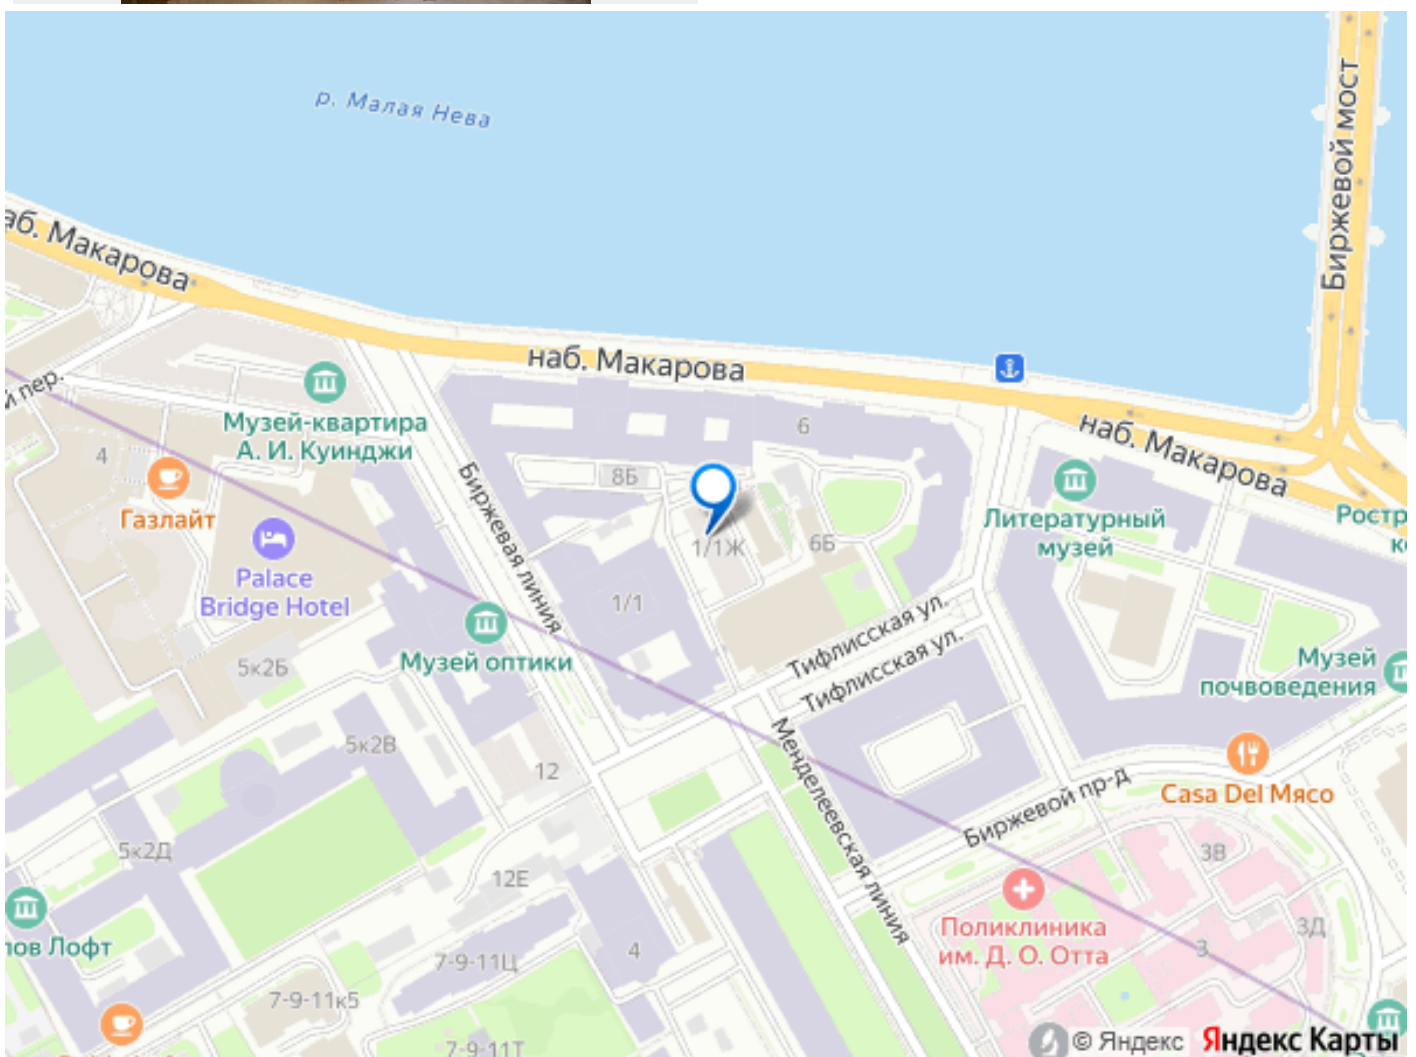 р. Малая Нева
Биржевой мост
наб. Макарова
наб. Макарова
наб. Макарова
пер.
Музей-квартира
А. И. Куинджи
4
Газлайт
Palace
Bridge Hotel
Биржевая линия
8Б
6
1/1Ж
6Б
1/1
Литературный
музей
Музей оптики
5к2Б
Тифлисская ул.
Тифлисская ул.
Музей
почвоведения
5к2В
12
Менделеевская линия
Биржевой пр-д
Casa Del Мясо
5к2Д
12Е
3В
Поликлиника
им. Д. О. Отта
3Д
3
4
7-9-11Ц
7-9-11к5
7-9-11Т
© Яндекс Яндекс Карты